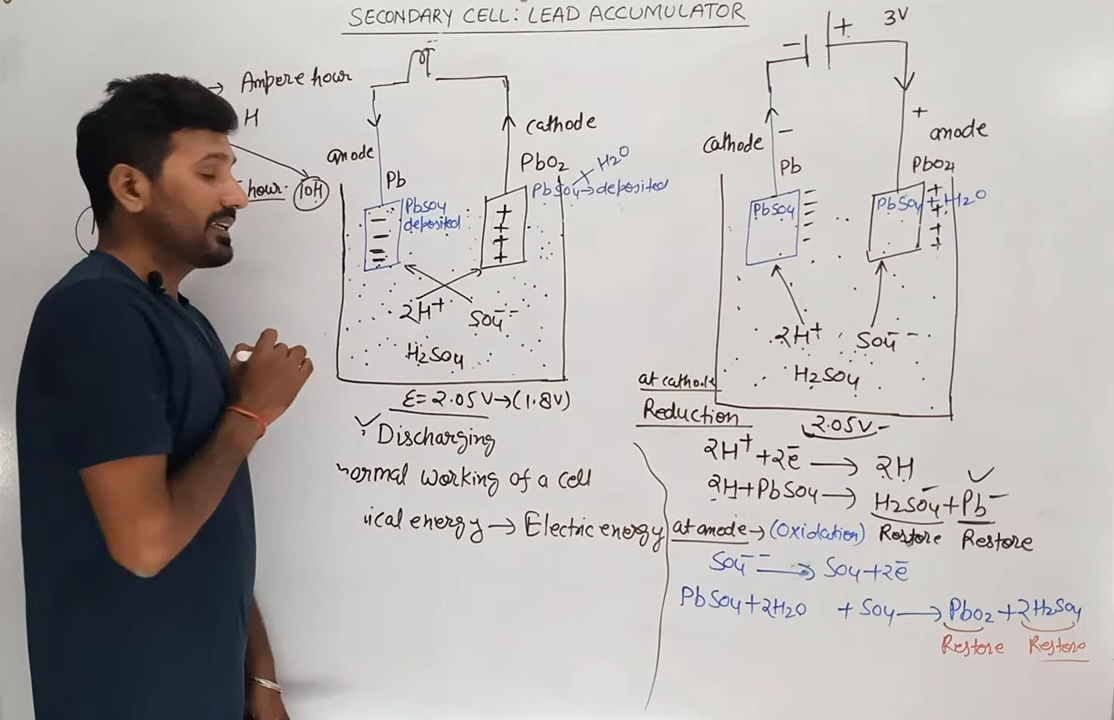 SECONDARY CELL: LEAD ACCUMULATOR
→ Ampere hour
H
hour. 10H
anode
cathode
Pb
PbO2
H2O
PbSO4
deposited
PbSO4→deposited
2H+
SO4--
H2SO4
ε=2.05V→(1.8V)
✓ Discharging
ormal working of a cell
ical energy → Electric energy
- + 3V
cathode -
+ anode
Pb
PbO2
PbSO4
PbSO4+H2O
2H+
SO4--
H2SO4
2.05V-
at cathode
Reduction
2H+ +2e- → 2H
2H+PbSO4 → H2SO4+Pb
Restore Restore
at anode → (Oxidation)
SO4-- → SO4+2e-
PbSO4+2H2O +SO4 → PbO2+2H2SO4
Restore Restore